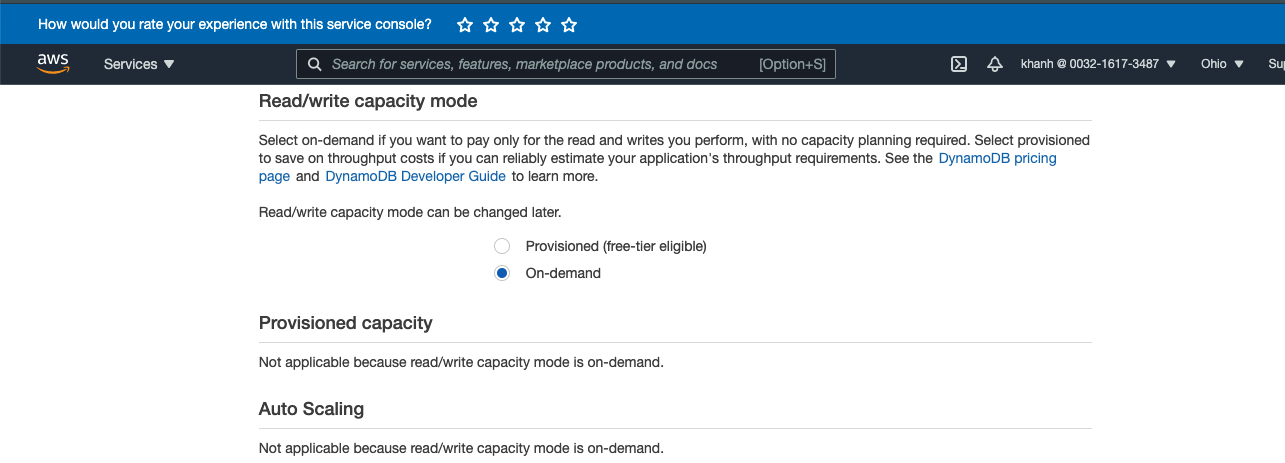 How would you rate your experience with this service console?
aws Services Search for services, features, marketplace products, and docs [Option+S] khanh @ 0032-1617-3487 Ohio
Read/write capacity mode
Select on-demand if you want to pay only for the read and writes you perform, with no capacity planning required. Select provisioned
to save on throughput costs if you can reliably estimate your application's throughput requirements. See the DynamoDB pricing
page and DynamoDB Developer Guide to learn more.
Read/write capacity mode can be changed later.
Provisioned (free-tier eligible)
On-demand
Provisioned capacity
Not applicable because read/write capacity mode is on-demand.
Auto Scaling
Not applicable because read/write capacity mode is on-demand.